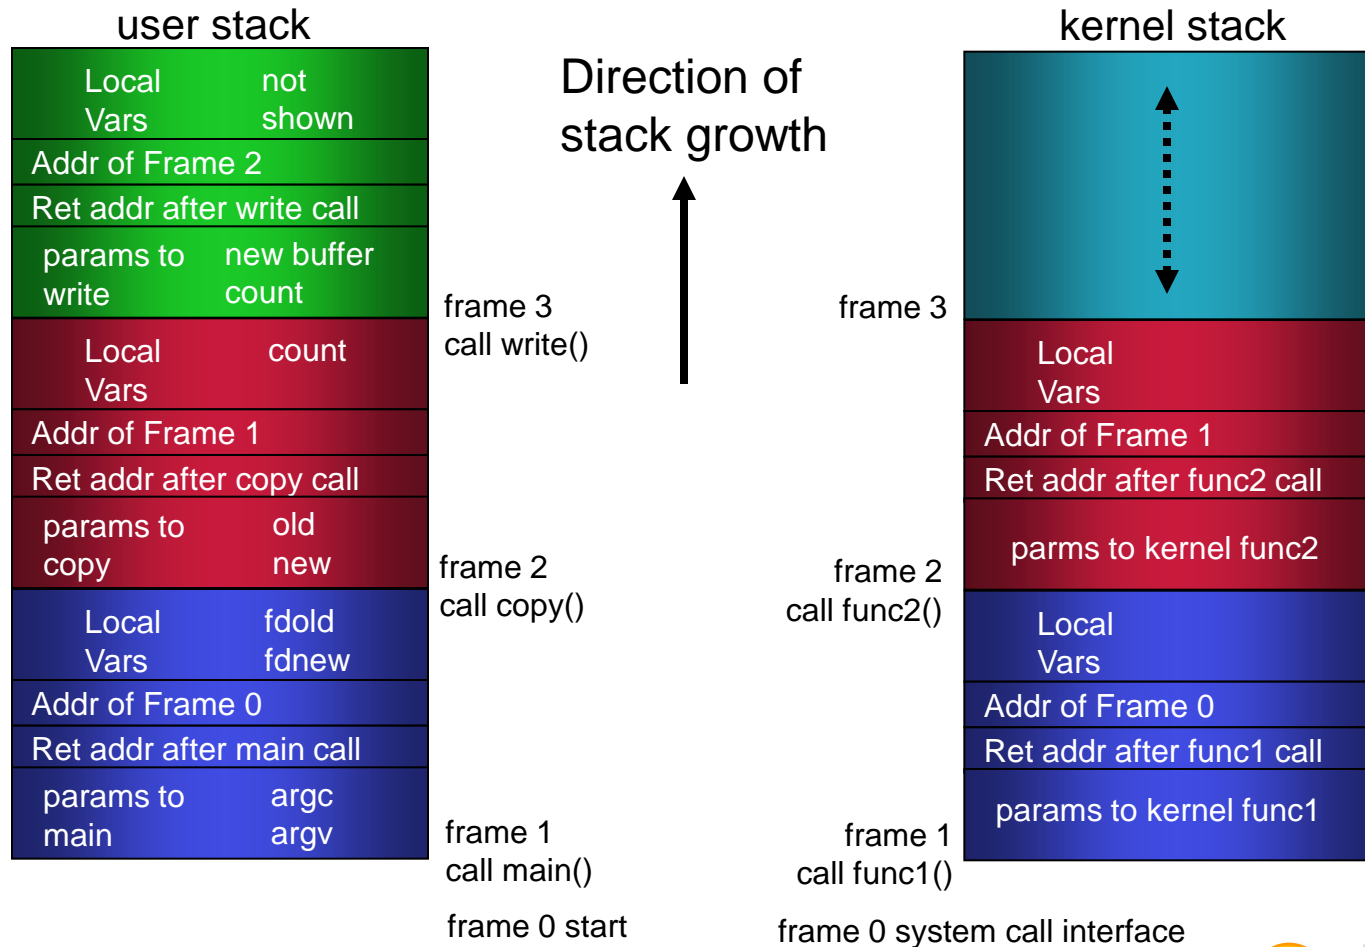 user stack
Local not
Vars shown
Addr of Frame 2
Ret addr after write call
params to new buffer
write count
Local count
Vars
Addr of Frame 1
Ret addr after copy call
params to old
copy new
Local fdold
Vars fdnew
Addr of Frame 0
Ret addr after main call
params to argc
main argv
Direction of
stack growth
frame 3
call write()
frame 2
call copy()
frame 1
call main()
frame 0 start
kernel stack
frame 3
Local
Vars
Addr of Frame 1
Ret addr after func2 call
parms to kernel func2
frame 2
call func2()
Local
Vars
Addr of Frame 0
Ret addr after func1 call
params to kernel func1
frame 1
call func1()
frame 0 system call interface